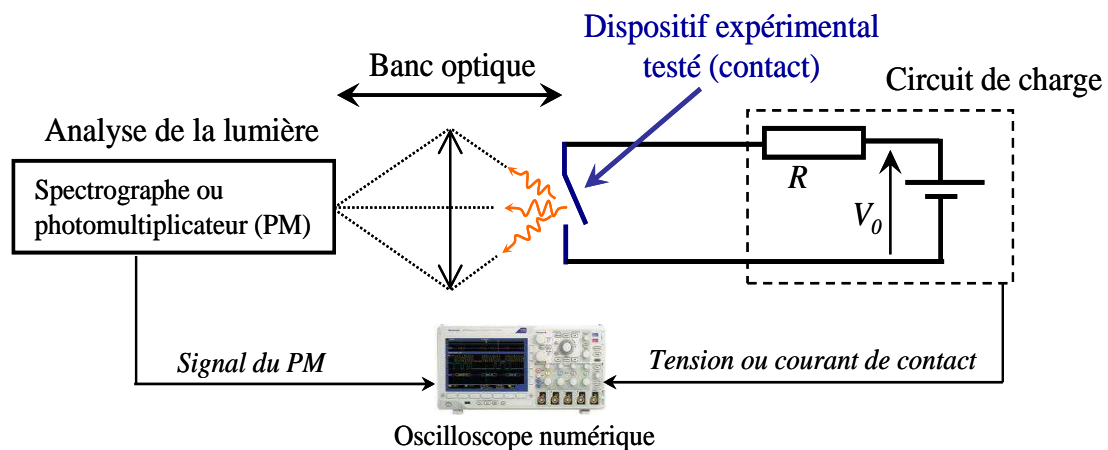 Dispositif expérimental
testé (contact)
Banc optique
Circuit de charge
Analyse de la lumière
Spectrographe ou
photomultiplicateur (PM)
R
V0
Signal du PM
Tension ou courant de contact
Oscilloscope numérique